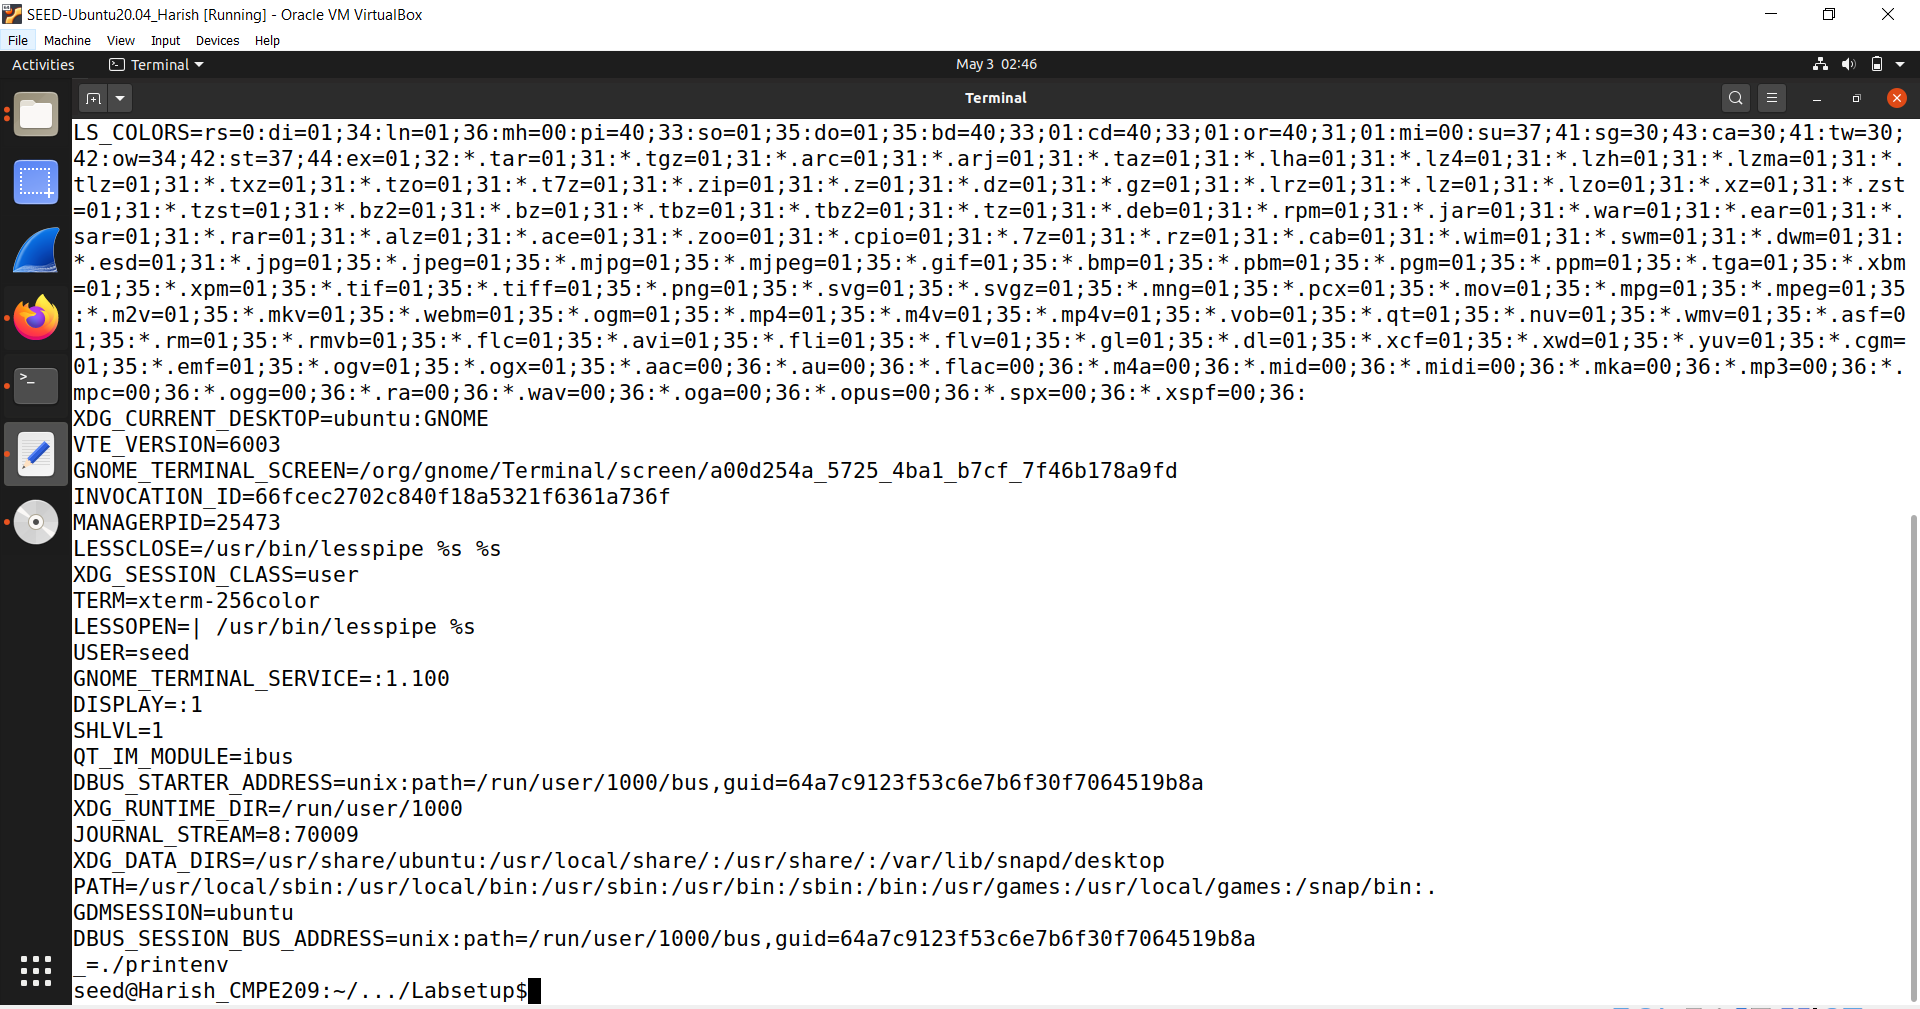 SEED-Ubuntu20.04_Harish [Running] - Oracle VM VirtualBox
File Machine View Input Devices Help
Activities Terminal May 3 02:46
Terminal
LS_COLORS=rs=0:di=01;34:ln=01;36:mh=00:pi=40;33:so=01;35:do=01;35:bd=40;33;01:cd=40;33;01:or=40;31;01:mi=00:su=37;41:sg=30;43:ca=30;41:tw=30;
42:ow=34;42:st=37;44:ex=01;32:*.tar=01;31:*.tgz=01;31:*.arc=01;31:*.arj=01;31:*.taz=01;31:*.lha=01;31:*.lz4=01;31:*.lzh=01;31:*.lzma=01;31:*.
tlz=01;31:*.txz=01;31:*.tzo=01;31:*.t7z=01;31:*.zip=01;31:*.z=01;31:*.dz=01;31:*.gz=01;31:*.lrz=01;31:*.lz=01;31:*.lzo=01;31:*.xz=01;31:*.zst
=01;31:*.tzst=01;31:*.bz2=01;31:*.bz=01;31:*.tbz=01;31:*.tbz2=01;31:*.tz=01;31:*.deb=01;31:*.rpm=01;31:*.jar=01;31:*.war=01;31:*.ear=01;31:*.
sar=01;31:*.rar=01;31:*.alz=01;31:*.ace=01;31:*.zoo=01;31:*.cpio=01;31:*.7z=01;31:*.rz=01;31:*.cab=01;31:*.wim=01;31:*.swm=01;31:*.dwm=01;31:
*.esd=01;31:*.jpg=01;35:*.jpeg=01;35:*.mjpg=01;35:*.mjpeg=01;35:*.gif=01;35:*.bmp=01;35:*.pbm=01;35:*.pgm=01;35:*.ppm=01;35:*.tga=01;35:*.xbm
=01;35:*.xpm=01;35:*.tif=01;35:*.tiff=01;35:*.png=01;35:*.svg=01;35:*.svgz=01;35:*.mng=01;35:*.pcx=01;35:*.mov=01;35:*.mpg=01;35:*.mpeg=01;35
:*.m2v=01;35:*.mkv=01;35:*.webm=01;35:*.ogm=01;35:*.mp4=01;35:*.m4v=01;35:*.mp4v=01;35:*.vob=01;35:*.qt=01;35:*.nuv=01;35:*.wmv=01;35:*.asf=0
1;35:*.rm=01;35:*.rmvb=01;35:*.flc=01;35:*.avi=01;35:*.fli=01;35:*.flv=01;35:*.gl=01;35:*.dl=01;35:*.xcf=01;35:*.xwd=01;35:*.yuv=01;35:*.cgm=
01;35:*.emf=01;35:*.ogv=01;35:*.ogx=01;35:*.aac=00;36:*.au=00;36:*.flac=00;36:*.m4a=00;36:*.mid=00;36:*.midi=00;36:*.mka=00;36:*.mp3=00;36:*.
mpc=00;36:*.ogg=00;36:*.ra=00;36:*.wav=00;36:*.oga=00;36:*.opus=00;36:*.spx=00;36:*.xspf=00;36:
XDG_CURRENT_DESKTOP=ubuntu:GNOME
VTE_VERSION=6003
GNOME_TERMINAL_SCREEN=/org/gnome/Terminal/screen/a00d254a_5725_4ba1_b7cf_7f46b178a9fd
INVOCATION_ID=66fcec2702c840f18a5321f6361a736f
MANAGERPID=25473
LESSCLOSE=/usr/bin/lesspipe %s %s
XDG_SESSION_CLASS=user
TERM=xterm-256color
LESSOPEN=| /usr/bin/lesspipe %s
USER=seed
GNOME_TERMINAL_SERVICE=:1.100
DISPLAY=:1
SHLVL=1
QT_IM_MODULE=ibus
DBUS_STARTER_ADDRESS=unix:path=/run/user/1000/bus,guid=64a7c9123f53c6e7b6f30f7064519b8a
XDG_RUNTIME_DIR=/run/user/1000
JOURNAL_STREAM=8:70009
XDG_DATA_DIRS=/usr/share/ubuntu:/usr/local/share/:/usr/share/:/var/lib/snapd/desktop
PATH=/usr/local/sbin:/usr/local/bin:/usr/sbin:/usr/bin:/sbin:/bin:/usr/games:/usr/local/games:/snap/bin:.
GDMSESSION=ubuntu
DBUS_SESSION_BUS_ADDRESS=unix:path=/run/user/1000/bus,guid=64a7c9123f53c6e7b6f30f7064519b8a
_=./printenv
seed@Harish_CMPE209:~/.../Labsetup$